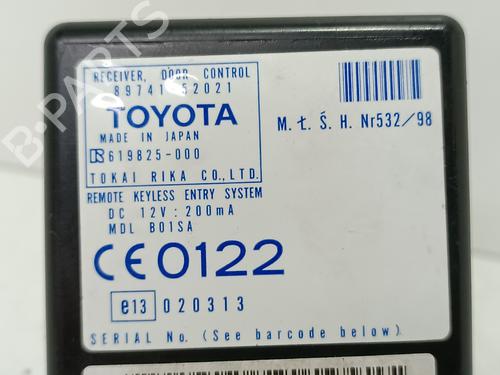 RECEIVER, DOOR CONTROL
89741-52021
TOYOTA
MADE IN JAPAN
619825-000
TOKAI RIKA CO.,LTD.
M.Ł.Ś.H. Nr532/98
REMOTE KEYLESS ENTRY SYSTEM
DC 12V : 200mA
MDL B01SA
CE0122
e13 020313
SERIAL No. (See barcode below).
B-PARTS